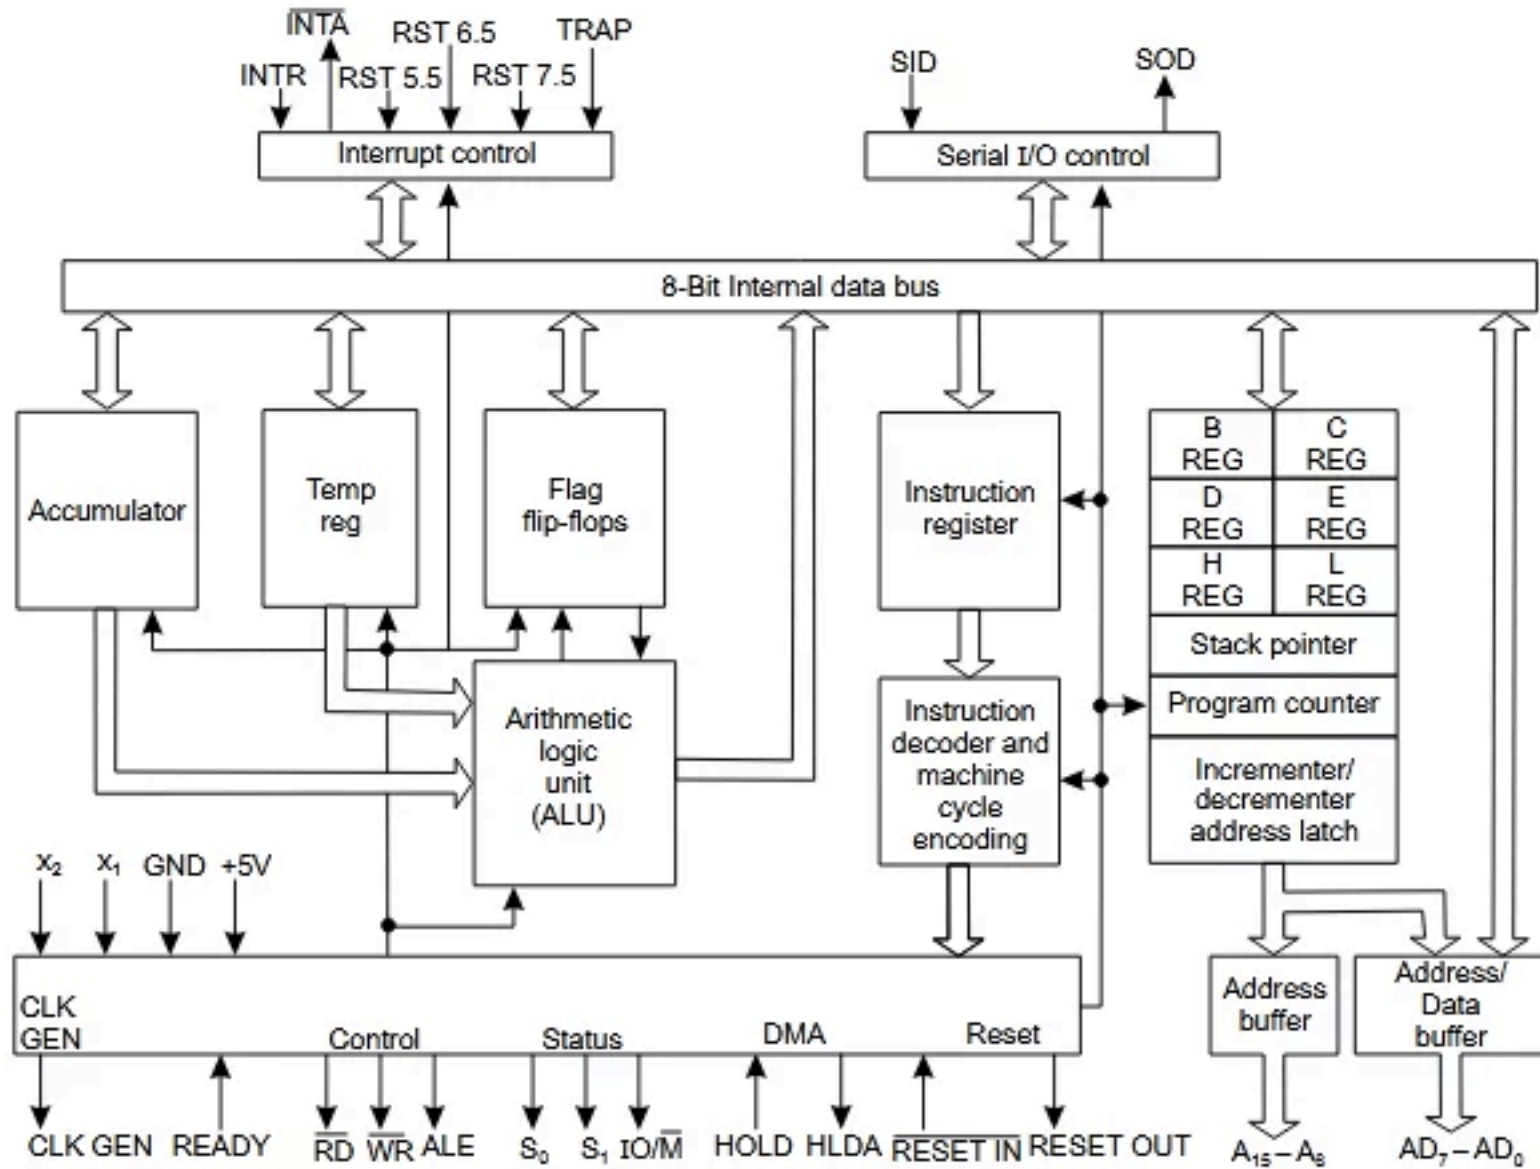 INTA
RST 6.5
TRAP
INTR
RST 5.5
RST 7.5
SID
SOD
Interrupt control
Serial I/O control
8-Bit Internal data bus
Accumulator
Temp
reg
Flag
flip-flops
Instruction
register
B
REG
C
REG
D
REG
E
REG
H
REG
L
REG
Stack pointer
Program counter
Incrementer/
decrementer
address latch
Arithmetic
logic
unit
(ALU)
Instruction
decoder and
machine
cycle
encoding
X₂
X₁
GND
+5V
CLK
GEN
Control
Status
DMA
Reset
Address
buffer
Address/
Data
buffer
CLK GEN
READY
RD
WR
ALE
S₀
S₁
IO/M
HOLD
HLDA
RESET IN
RESET OUT
A₁₅–A₈
AD₇–AD₀